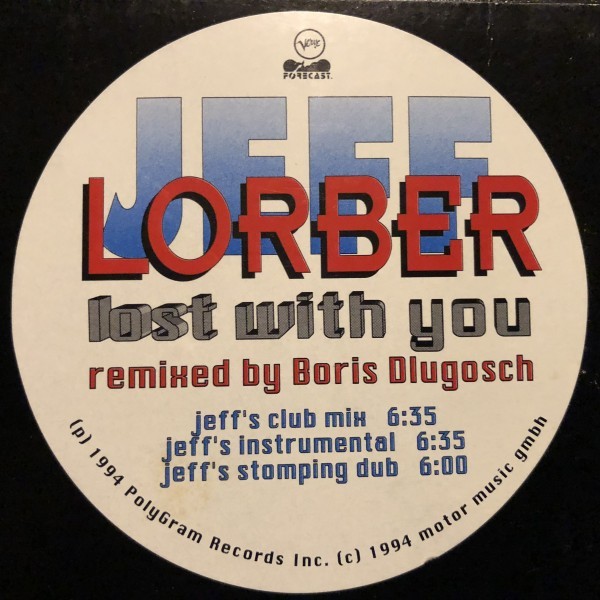 Verve
FORECAST.
JEFF
LORBER
lost with you
remixed by Boris Dlugosch
jeff's club mix 6:35
jeff's instrumental 6:35
jeff's stomping dub 6:00
(p) 1994 PolyGram Records Inc. (c) 1994 motor music gmbh